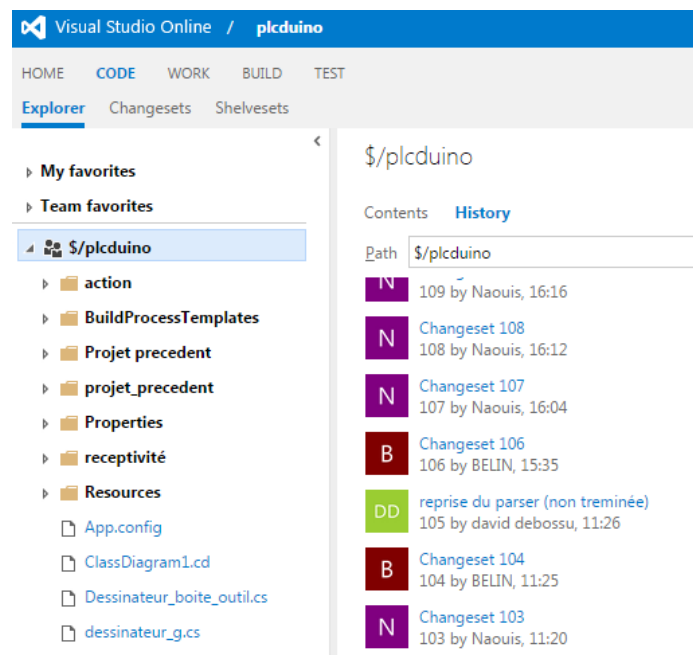 Visual Studio Online / plcduino
HOME CODE WORK BUILD TEST
Explorer Changesets Shelvesets
My favorites
Team favorites
$/plcduino
action
BuildProcessTemplates
Projet precedent
projet_precedent
Properties
receptivité
Resources
App.config
ClassDiagram1.cd
Dessinateur_boite_outil.cs
dessinateur_g.cs
$/plcduino
Contents History
Path $/plcduino
N
109 by Naouis, 16:16
N
Changeset 108
108 by Naouis, 16:12
N
Changeset 107
107 by Naouis, 16:04
B
Changeset 106
106 by BELIN, 15:35
DD
reprise du parser (non treminée)
105 by david debossu, 11:26
B
Changeset 104
104 by BELIN, 11:25
N
Changeset 103
103 by Naouis, 11:20